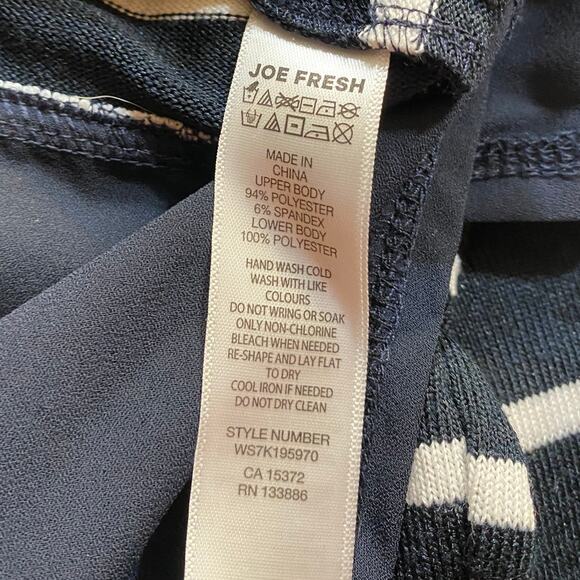 JOE FRESH
MADE IN
CHINA
UPPER BODY
94% POLYESTER
6% SPANDEX
LOWER BODY
100% POLYESTER
HAND WASH COLD
WASH WITH LIKE
COLOURS
DO NOT WRING OR SOAK
ONLY NON-CHLORINE
BLEACH WHEN NEEDED
RE-SHAPE AND LAY FLAT
TO DRY
COOL IRON IF NEEDED
DO NOT DRY CLEAN
STYLE NUMBER
WS7K195970
CA 15372
RN 133886